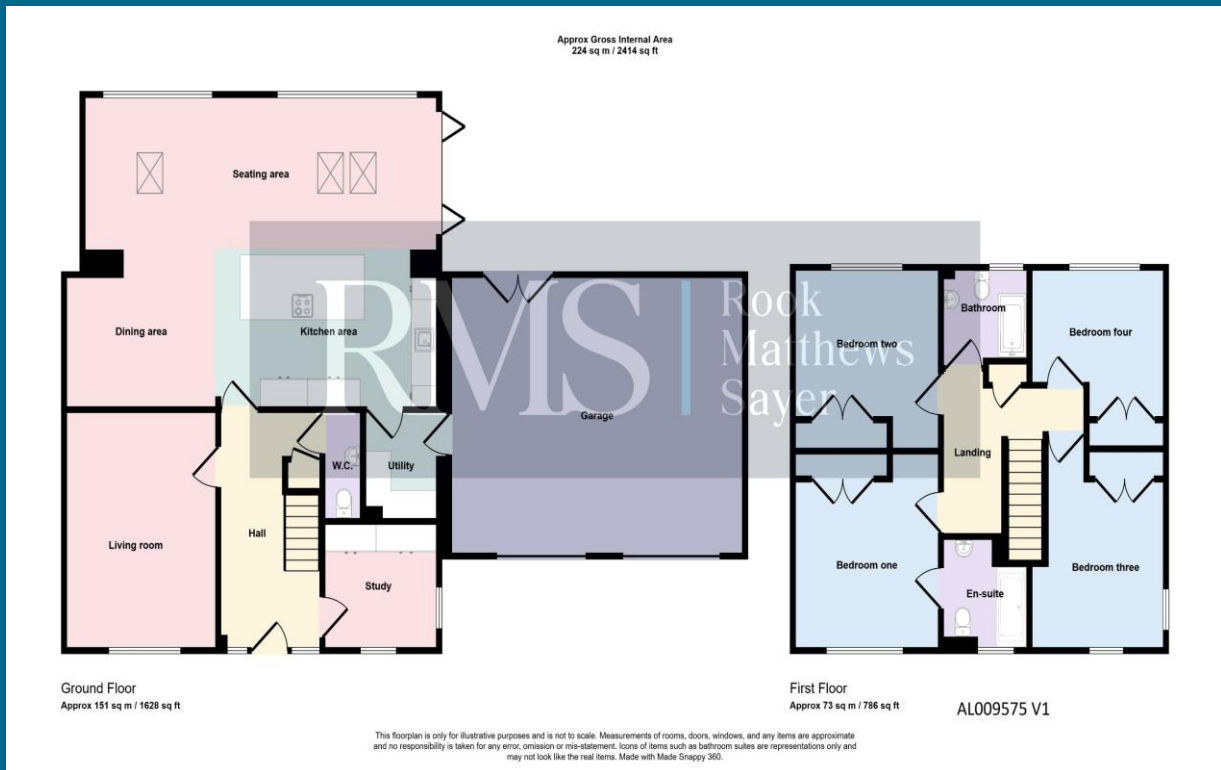 Approx Gross Internal Area
224 sq m / 2414 sq ft
Seating area
Dining area
Kitchen area
RMS
Rook
Matthews
Sayer
Garage
W.C.
Utility
Hall
Living room
Study
Bathroom
Bedroom two
Bedroom four
Landing
Bedroom one
En-suite
Bedroom three
Ground Floor
Approx 151 sq m / 1628 sq ft
First Floor
Approx 73 sq m / 786 sq ft
AL009575 V1
This floorplan is only for illustrative purposes and is not to scale. Measurements of rooms, doors, windows, and any items are approximate
and no responsibility is taken for any error, omission or mis-statement. Icons of items such as bathroom suites are representations only and
may not look like the real items. Made with Made Snappy 360.